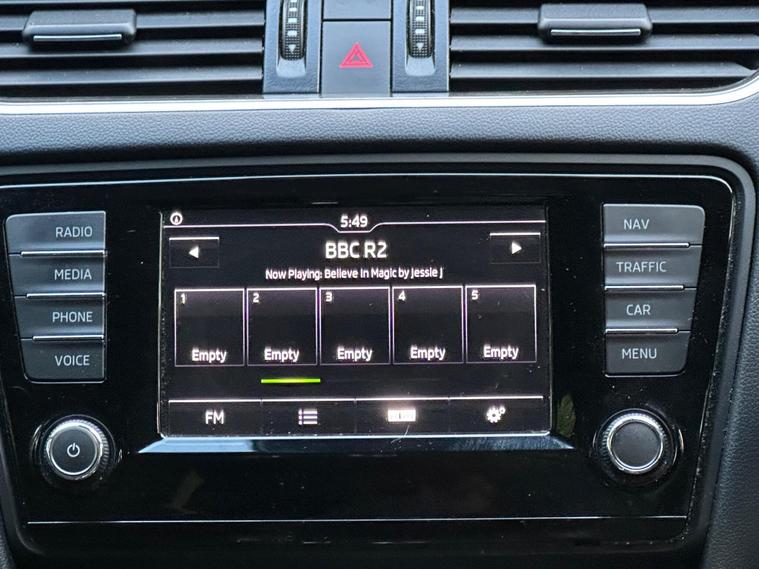 5:49
BBC R2
Now Playing: Believe In Magic by Jessie J
1 2 3 4 5
Empty Empty Empty Empty Empty
FM
RADIO
MEDIA
PHONE
VOICE
NAV
TRAFFIC
CAR
MENU